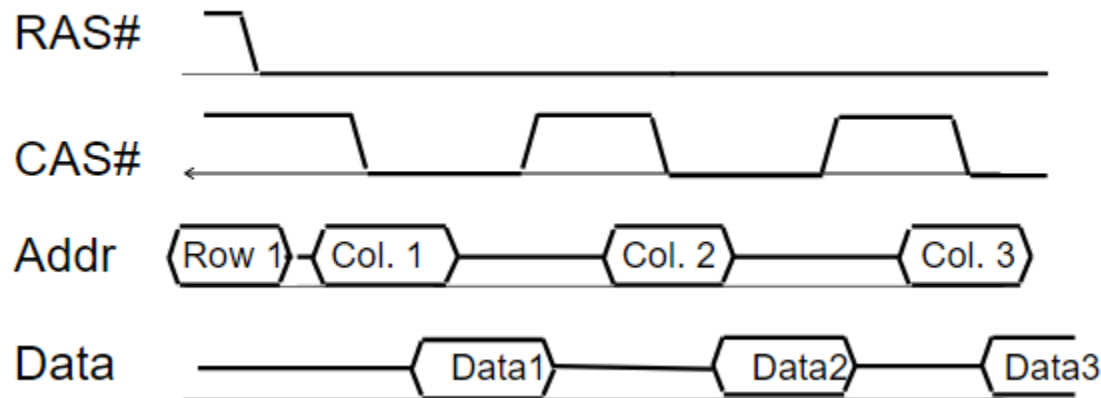 RAS#
CAS#
Addr Row 1 Col. 1 Col. 2 Col. 3
Data Data1 Data2 Data3